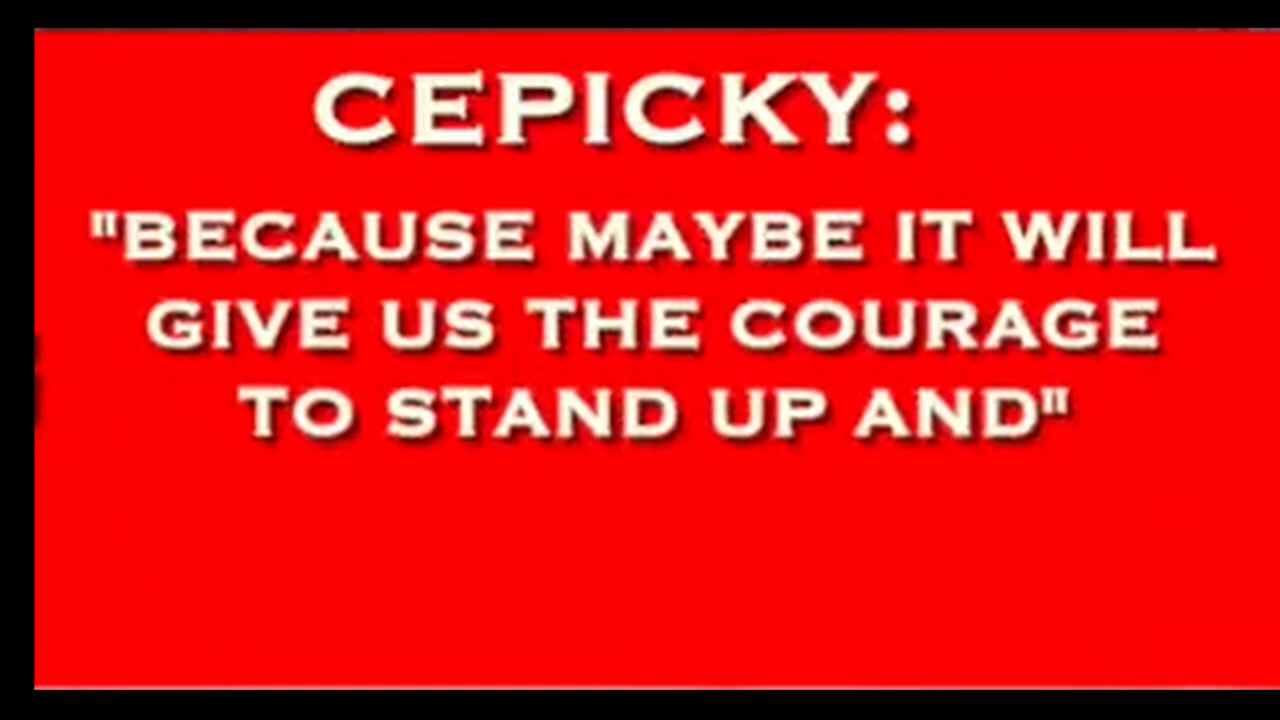 CEPICKY:
"BECAUSE MAYBE IT WILL
GIVE US THE COURAGE
TO STAND UP AND"